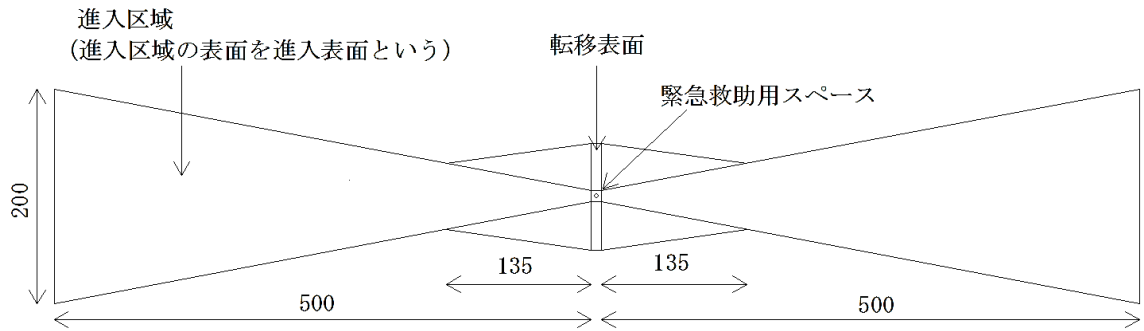 進入区域
(進入区域の表面を進入表面という)
転移表面
緊急救助用スペース
200
135
135
500
500